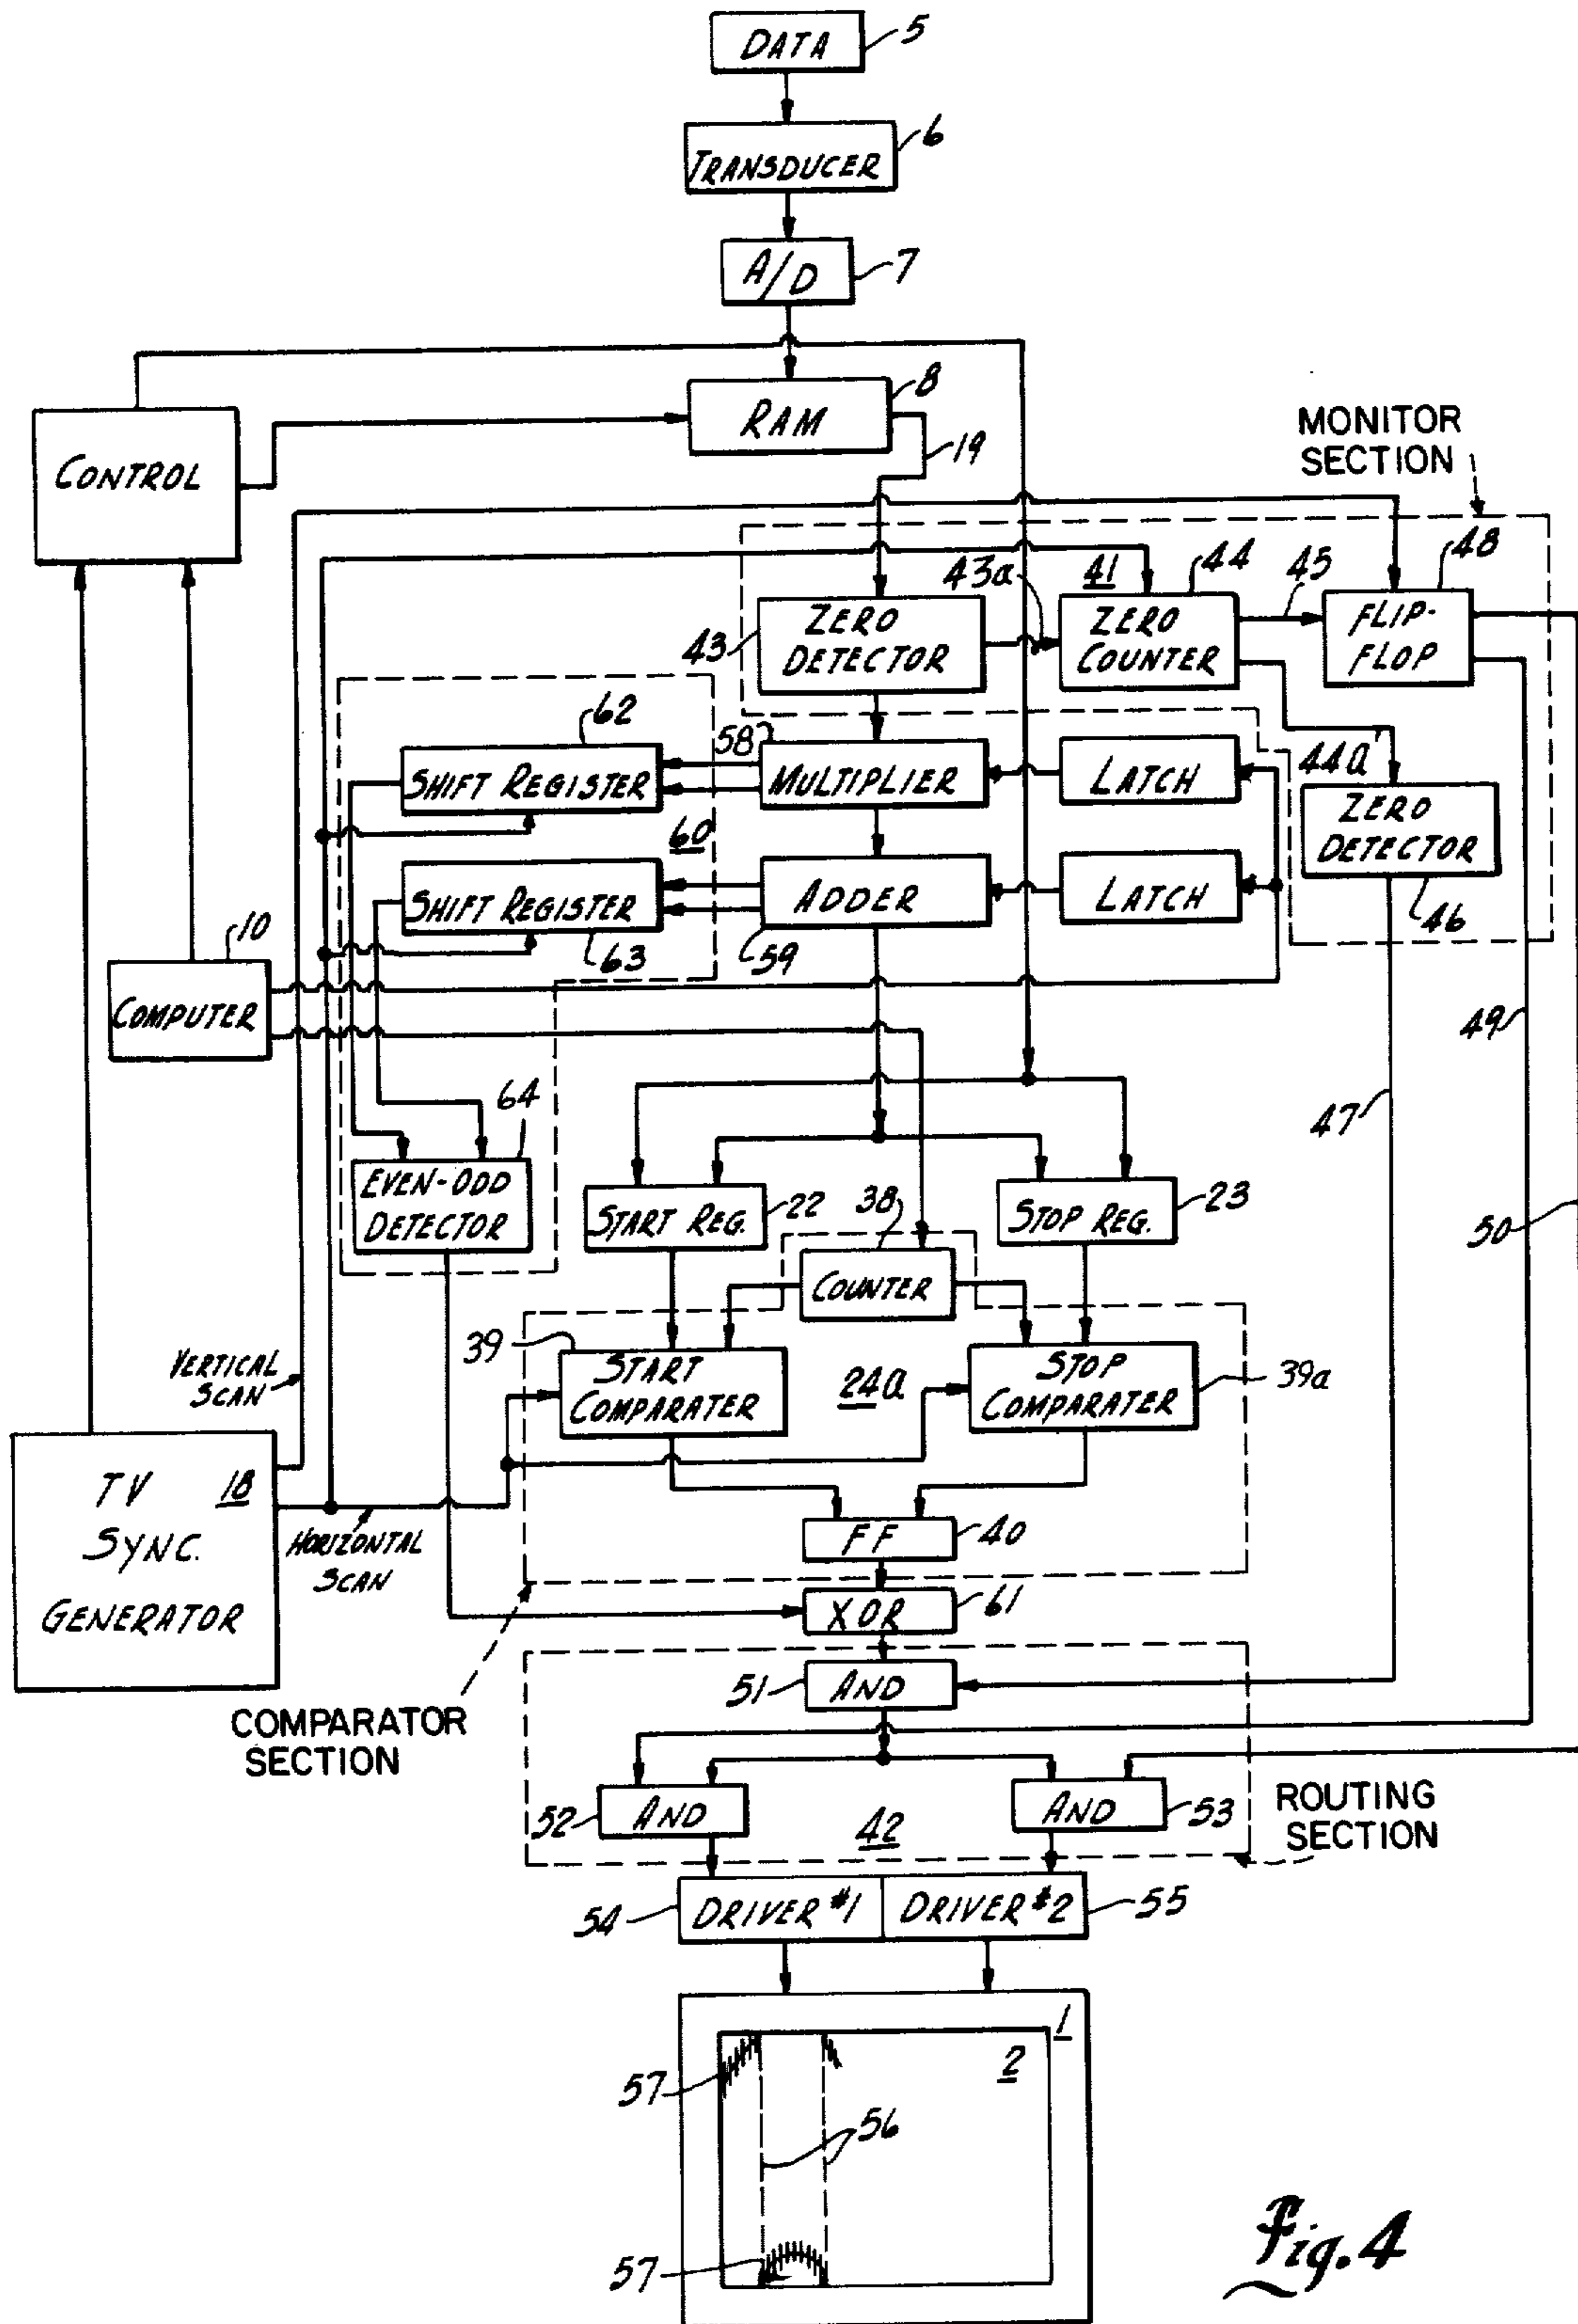 DATA 5
TRANSDUCER 6
A/D 7
RAM 8
19
CONTROL
MONITOR
SECTION
43a
41
44
45
48
43
ZERO
DETECTOR
ZERO
COUNTER
FLIP-
FLOP
62
58
44a
SHIFT REGISTER
MULTIPLIER
LATCH
60
ZERO
DETECTOR
46
SHIFT REGISTER
63
ADDER
59
LATCH
10
COMPUTER
49
64
47
EVEN-ODD
DETECTOR
START REG.
22
38
STOP REG.
23
50
COUNTER
39
START
COMPARATER
24a
STOP
COMPARATER
39a
VERTICAL
SCAN
TV 18
SYNC.
GENERATOR
HORIZONTAL
SCAN
FF 40
XOR 61
51 AND
COMPARATOR
SECTION
52 AND
42
AND 53
ROUTING
SECTION
54 DRIVER #1
DRIVER #2 55
1
2
57
56
57
Fig. 4